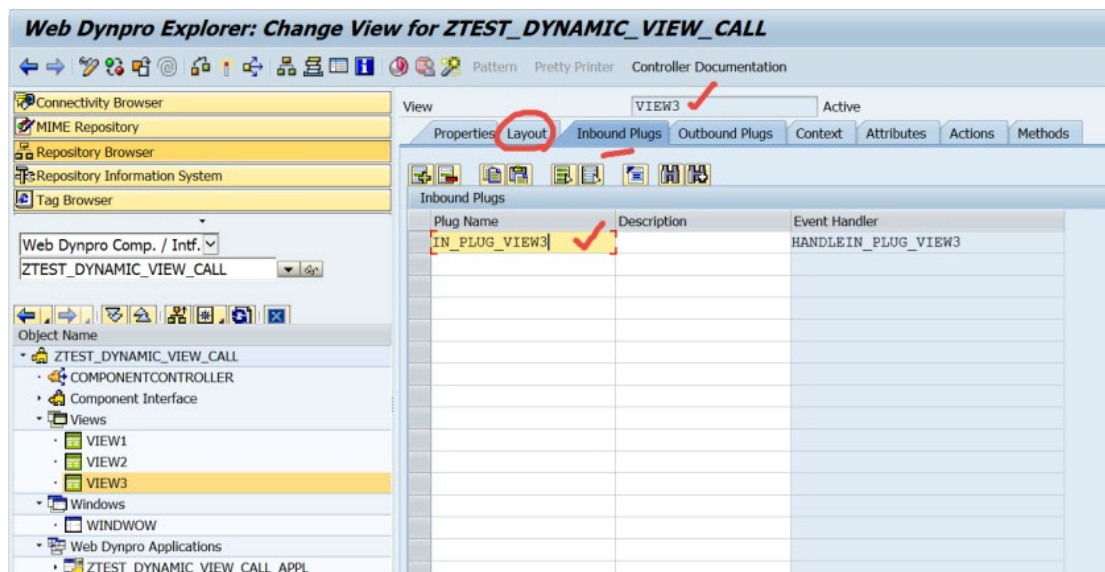 Web Dynpro Explorer: Change View for ZTEST_DYNAMIC_VIEW_CALL
Pattern Pretty Printer Controller Documentation
Connectivity Browser
MIME Repository
Repository Browser
Repository Information System
Tag Browser
Web Dynpro Comp. / Intf.
ZTEST_DYNAMIC_VIEW_CALL
Object Name
ZTEST_DYNAMIC_VIEW_CALL
COMPONENTCONTROLLER
Component Interface
Views
VIEW1
VIEW2
VIEW3
Windows
WINDWOW
Web Dynpro Applications
ZTEST_DYNAMIC_VIEW_CALL_APPL
View VIEW3 Active
Properties Layout Inbound Plugs Outbound Plugs Context Attributes Actions Methods
Inbound Plugs
Plug Name Description Event Handler
IN_PLUG_VIEW3 HANDLEIN_PLUG_VIEW3